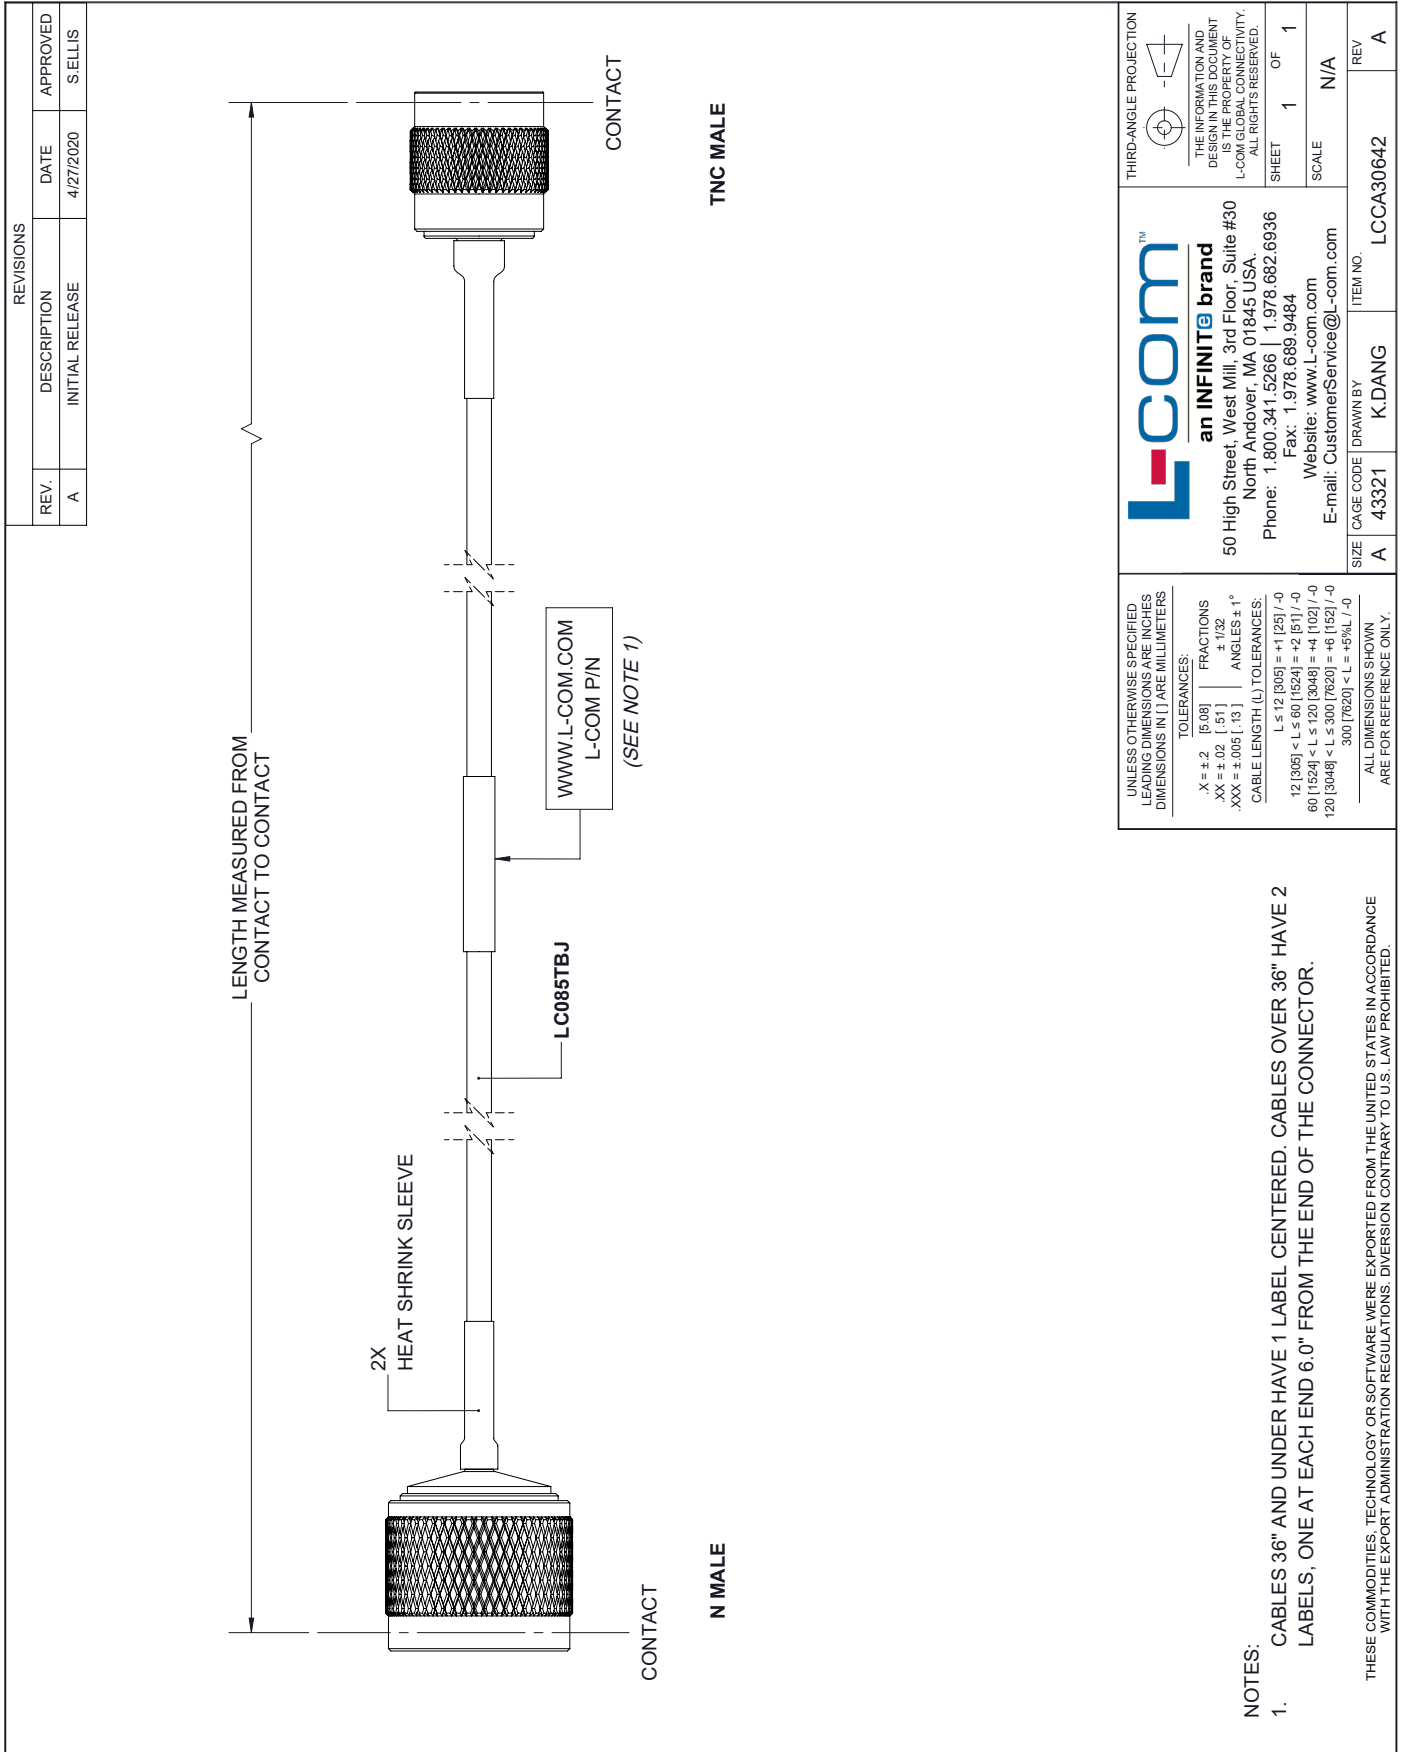 REVISIONS
REV. DESCRIPTION DATE APPROVED
A INITIAL RELEASE 4/27/2020 S.ELLIS
LENGTH MEASURED FROM
CONTACT TO CONTACT
2X
HEAT SHRINK SLEEVE
LC085TBJ
WWW.L-COM.COM
L-COM P/N
(SEE NOTE 1)
CONTACT
CONTACT
N MALE
TNC MALE
NOTES:
1. CABLES 36" AND UNDER HAVE 1 LABEL CENTERED. CABLES OVER 36" HAVE 2
LABELS, ONE AT EACH END 6.0" FROM THE END OF THE CONNECTOR.
THESE COMMODITIES, TECHNOLOGY OR SOFTWARE WERE EXPORTED FROM THE UNITED STATES IN ACCORDANCE
WITH THE EXPORT ADMINISTRATION REGULATIONS. DIVERSION CONTRARY TO U.S. LAW PROHIBITED.
UNLESS OTHERWISE SPECIFIED
LEADING DIMENSIONS ARE INCHES
DIMENSIONS IN [ ] ARE MILLIMETERS
TOLERANCES:
.X = ± .2 [5.08] FRACTIONS
.XX = ± .02 [ .51 ] ± 1/32
.XXX = ± .005 [ .13 ] ANGLES ± 1°
CABLE LENGTH (L) TOLERANCES:
L ≤ 12 [305] = +1 [25] / -0
12 [305] < L ≤ 60 [1524] = +2 [51] / -0
60 [1524] < L ≤ 120 [3048] = +4 [102] / -0
120 [3048] < L ≤ 300 [7620] = +6 [152] / -0
300 [7620] < L = +5%L / -0
ALL DIMENSIONS SHOWN
ARE FOR REFERENCE ONLY.
L-com™
an INFINITe brand
50 High Street, West Mill, 3rd Floor, Suite #30
North Andover, MA 01845 USA.
Phone: 1.800.341.5266 | 1.978.682.6936
Fax: 1.978.689.9484
Website: www.L-com.com
E-mail: CustomerService@L-com.com
THIRD-ANGLE PROJECTION
THE INFORMATION AND
DESIGN IN THIS DOCUMENT
IS THE PROPERTY OF
L-COM GLOBAL CONNECTIVITY.
ALL RIGHTS RESERVED.
SHEET 1 OF 1
SCALE N/A
SIZE CAGE CODE DRAWN BY ITEM NO. REV
A 43321 K.DANG LCCA30642 A